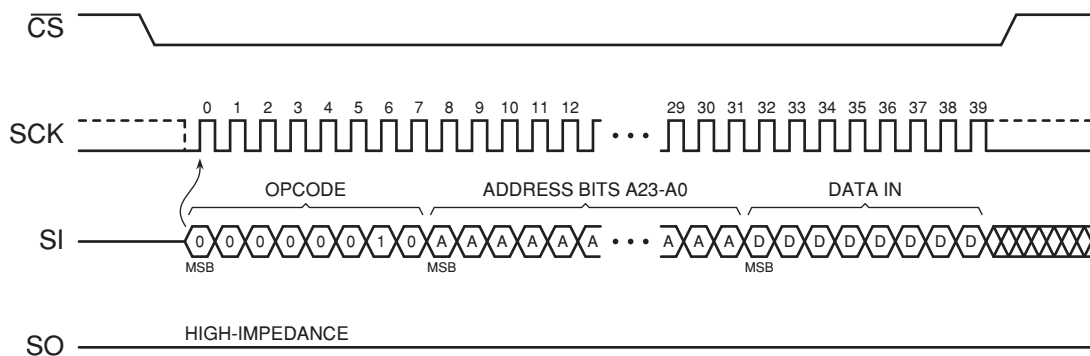 CS
0 1 2 3 4 5 6 7 8 9 10 11 12 29 30 31 32 33 34 35 36 37 38 39
SCK
OPCODE ADDRESS BITS A23-A0 DATA IN
SI 0 0 0 0 0 0 1 0 A A A A A A A A A D D D D D D D D
MSB MSB MSB
HIGH-IMPEDANCE
SO